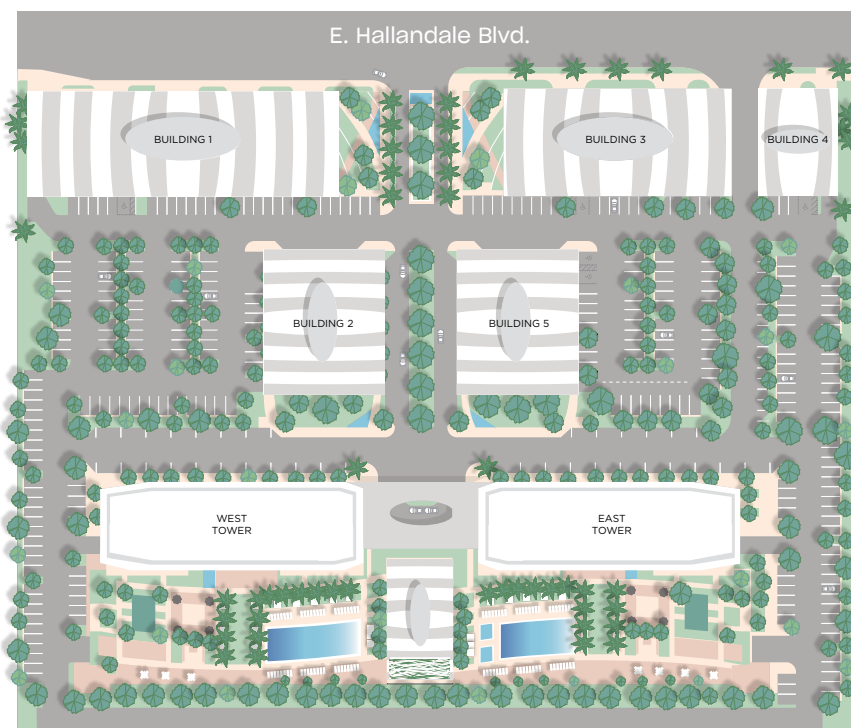 E. Hallandale Blvd.
BUILDING 1
BUILDING 3
BUILDING 4
BUILDING 2
BUILDING 5
WEST
TOWER
EAST
TOWER